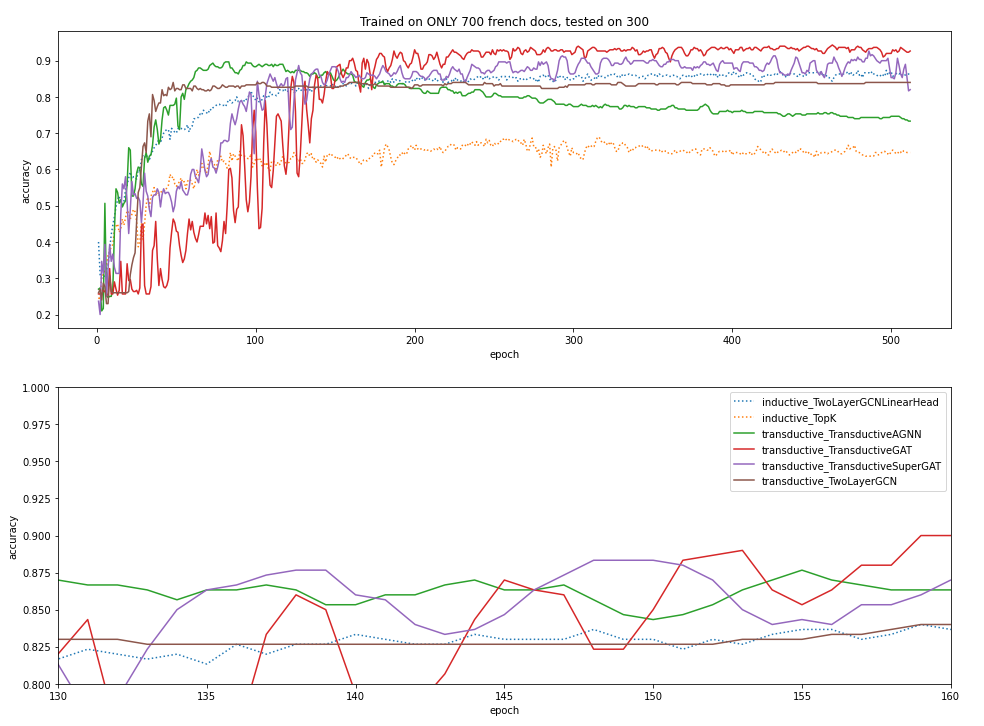 Trained on ONLY 700 french docs, tested on 300
accuracy
0.9
0.8
0.7
0.6
0.5
0.4
0.3
0.2
0 100 200 300 400 500
epoch
accuracy
1.000
0.975
0.950
0.925
0.900
0.875
0.850
0.825
0.800
inductive_TwoLayerGCNLinearHead
inductive_TopK
transductive_TransductiveAGNN
transductive_TransductiveGAT
transductive_TransductiveSuperGAT
transductive_TwoLayerGCN
130 135 140 145 150 155 160
epoch